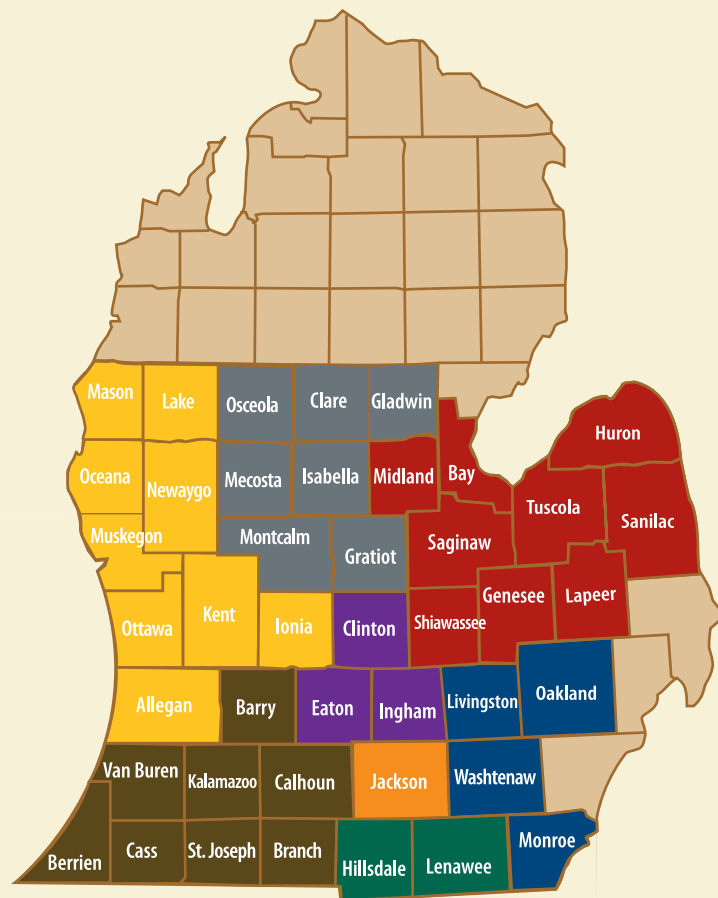 Mason
Lake
Osceola
Clare
Gladwin
Huron
Oceana
Newaygo
Mecosta
Isabella
Midland
Bay
Tuscola
Sanilac
Muskegon
Montcalm
Gratiot
Saginaw
Ottawa
Kent
Ionia
Clinton
Shiawassee
Genesee
Lapeer
Allegan
Barry
Eaton
Ingham
Livingston
Oakland
Van Buren
Kalamazoo
Calhoun
Jackson
Washtenaw
Berrien
Cass
St. Joseph
Branch
Hillsdale
Lenawee
Monroe